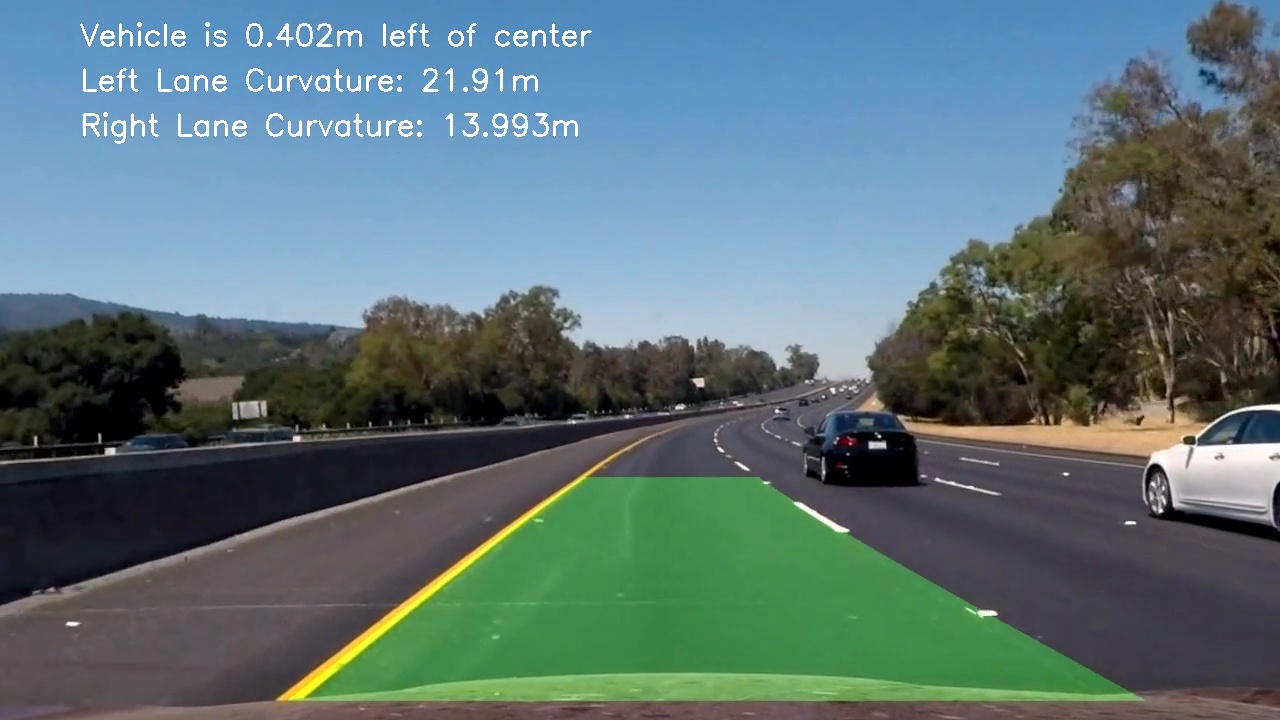 Vehicle is 0.402m left of center
Left Lane Curvature: 21.91m
Right Lane Curvature: 13.993m